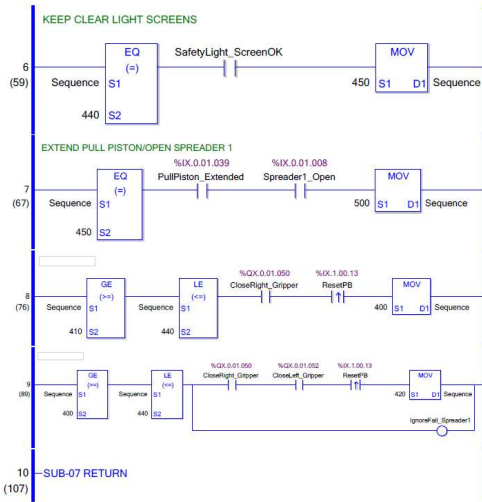 KEEP CLEAR LIGHT SCREENS
EQ
(=)
SafetyLight_ScreenOK
MOV
6
(59)
Sequence S1
450 S1 D1 Sequence
440 S2
EXTEND PULL PISTON/OPEN SPREADER 1
%IX.0.01.039 %IX.0.01.008
EQ
(=)
PullPiston_Extended Spreader1_Open
MOV
7
(67)
Sequence S1
500 S1 D1 Sequence
450 S2
%QX.0.01.050 %IX.1.00.13
GE
(>=)
LE
(<=)
CloseRight_Gripper ResetPB
MOV
8
(76)
Sequence S1
Sequence S1
400 S1 D1 Sequence
410 S2
440 S2
%QX.0.01.050 %QX.0.01.052 %IX.1.00.13
GE
(>=)
LE
(<=)
CloseRight_Gripper CloseLeft_Gripper ResetPB
MOV
9
(89)
Sequence S1
Sequence S1
420 S1 D1 Sequence
400 S2
440 S2
IgnoreFail_Spreader1
10
(107)
SUB-07 RETURN